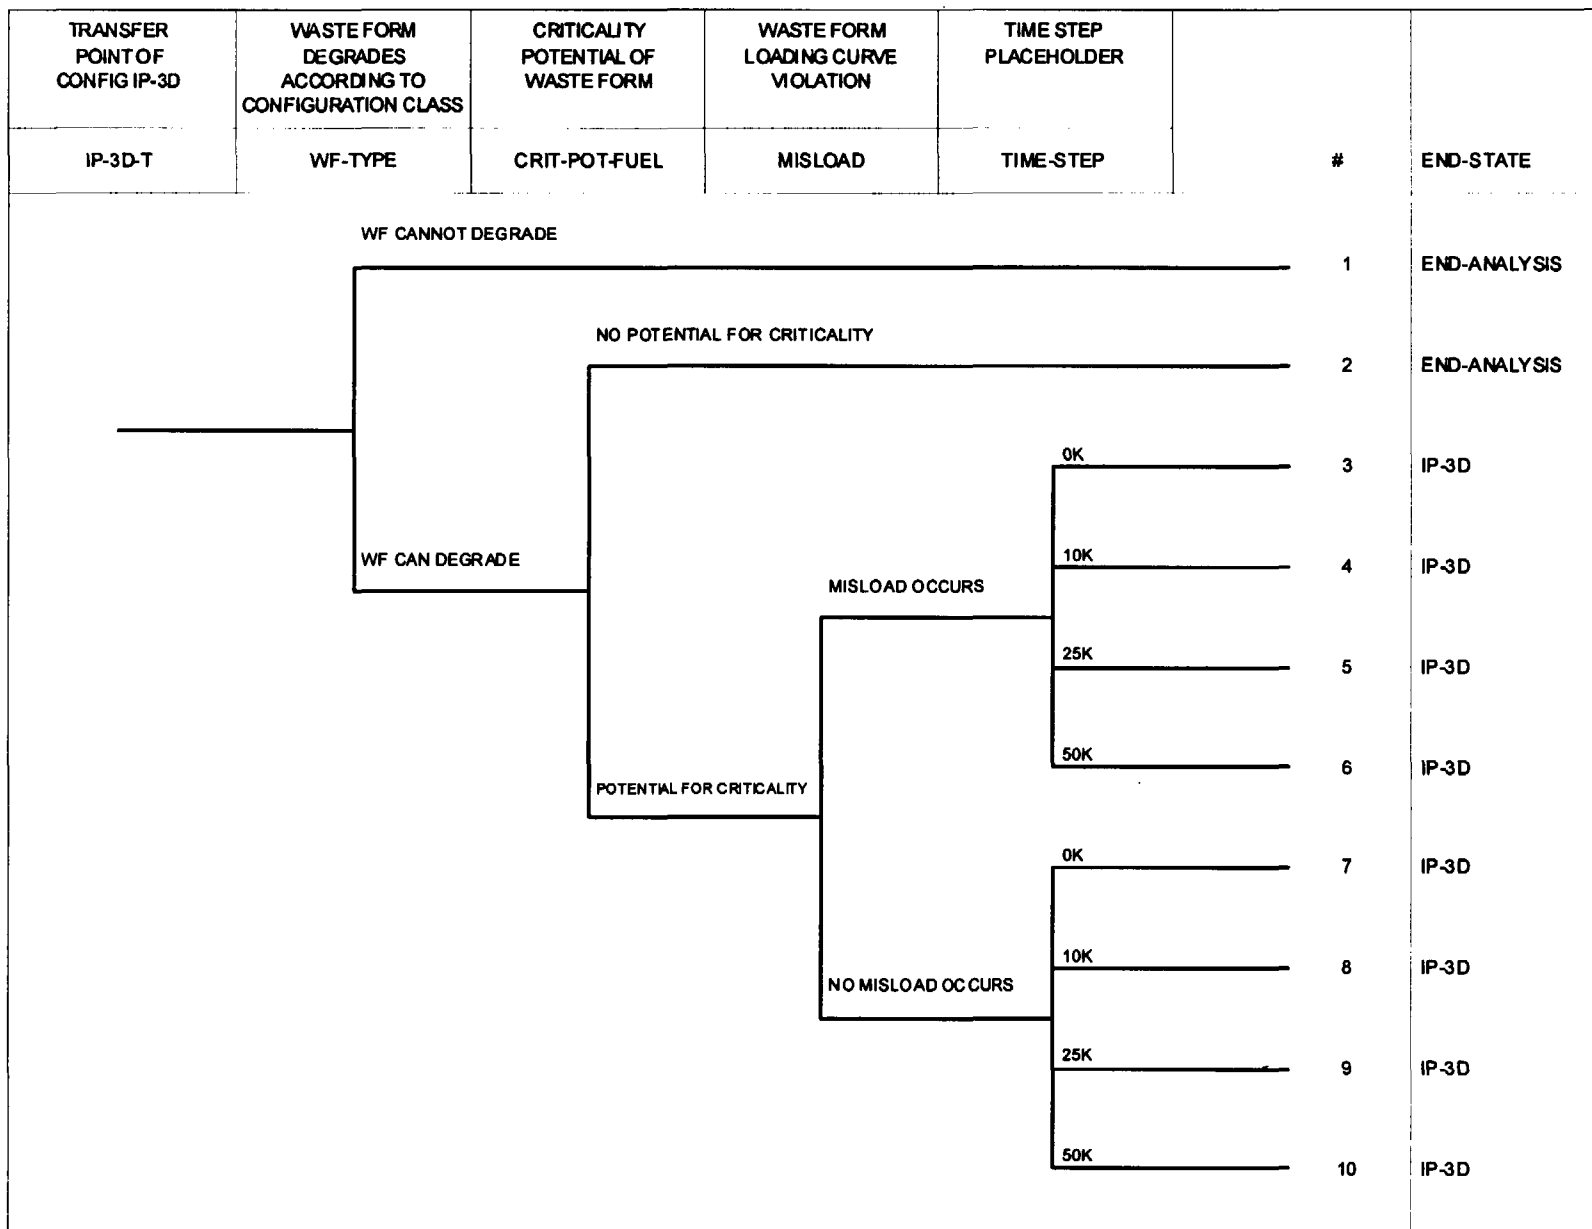 TRANSFER
POINT OF
CONFIG IP-3D
WASTE FORM
DEGRADES
ACCORDING TO
CONFIGURATION CLASS
CRITICALITY
POTENTIAL OF
WASTE FORM
WASTE FORM
LOADING CURVE
VIOLATION
TIME STEP
PLACEHOLDER
IP-3D-T
WF-TYPE
CRIT-POT-FUEL
MISLOAD
TIME-STEP
#
END-STATE
WF CANNOT DEGRADE
1
END-ANALYSIS
NO POTENTIAL FOR CRITICALITY
2
END-ANALYSIS
0K
3
IP-3D
WF CAN DEGRADE
10K
4
IP-3D
MISLOAD OCCURS
25K
5
IP-3D
50K
6
IP-3D
POTENTIAL FOR CRITICALITY
0K
7
IP-3D
10K
8
IP-3D
NO MISLOAD OCCURS
25K
9
IP-3D
50K
10
IP-3D